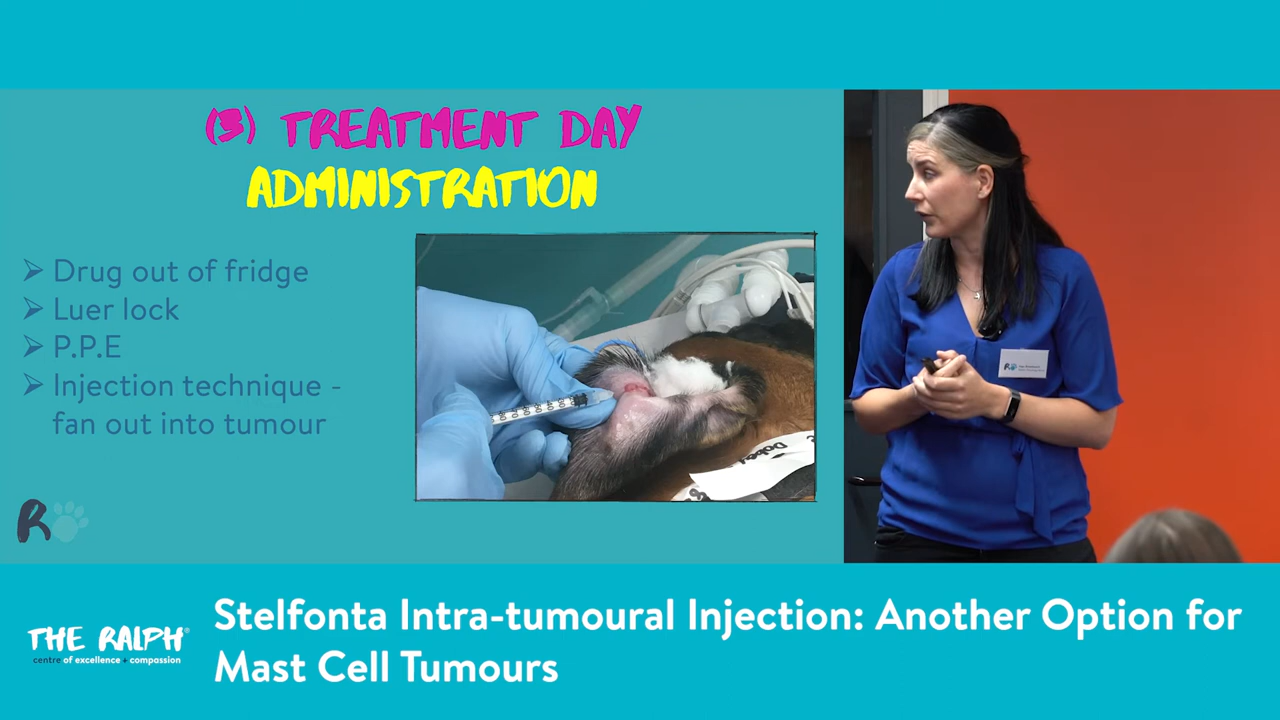 (3) TREATMENT DAY
ADMINISTRATION
➢ Drug out of fridge
➢ Luer lock
➢ P.P.E
➢ Injection technique -
fan out into tumour
R
THE RALPH®
centre of excellence + compassion
Stelfonta Intra-tumoural Injection: Another Option for
Mast Cell Tumours